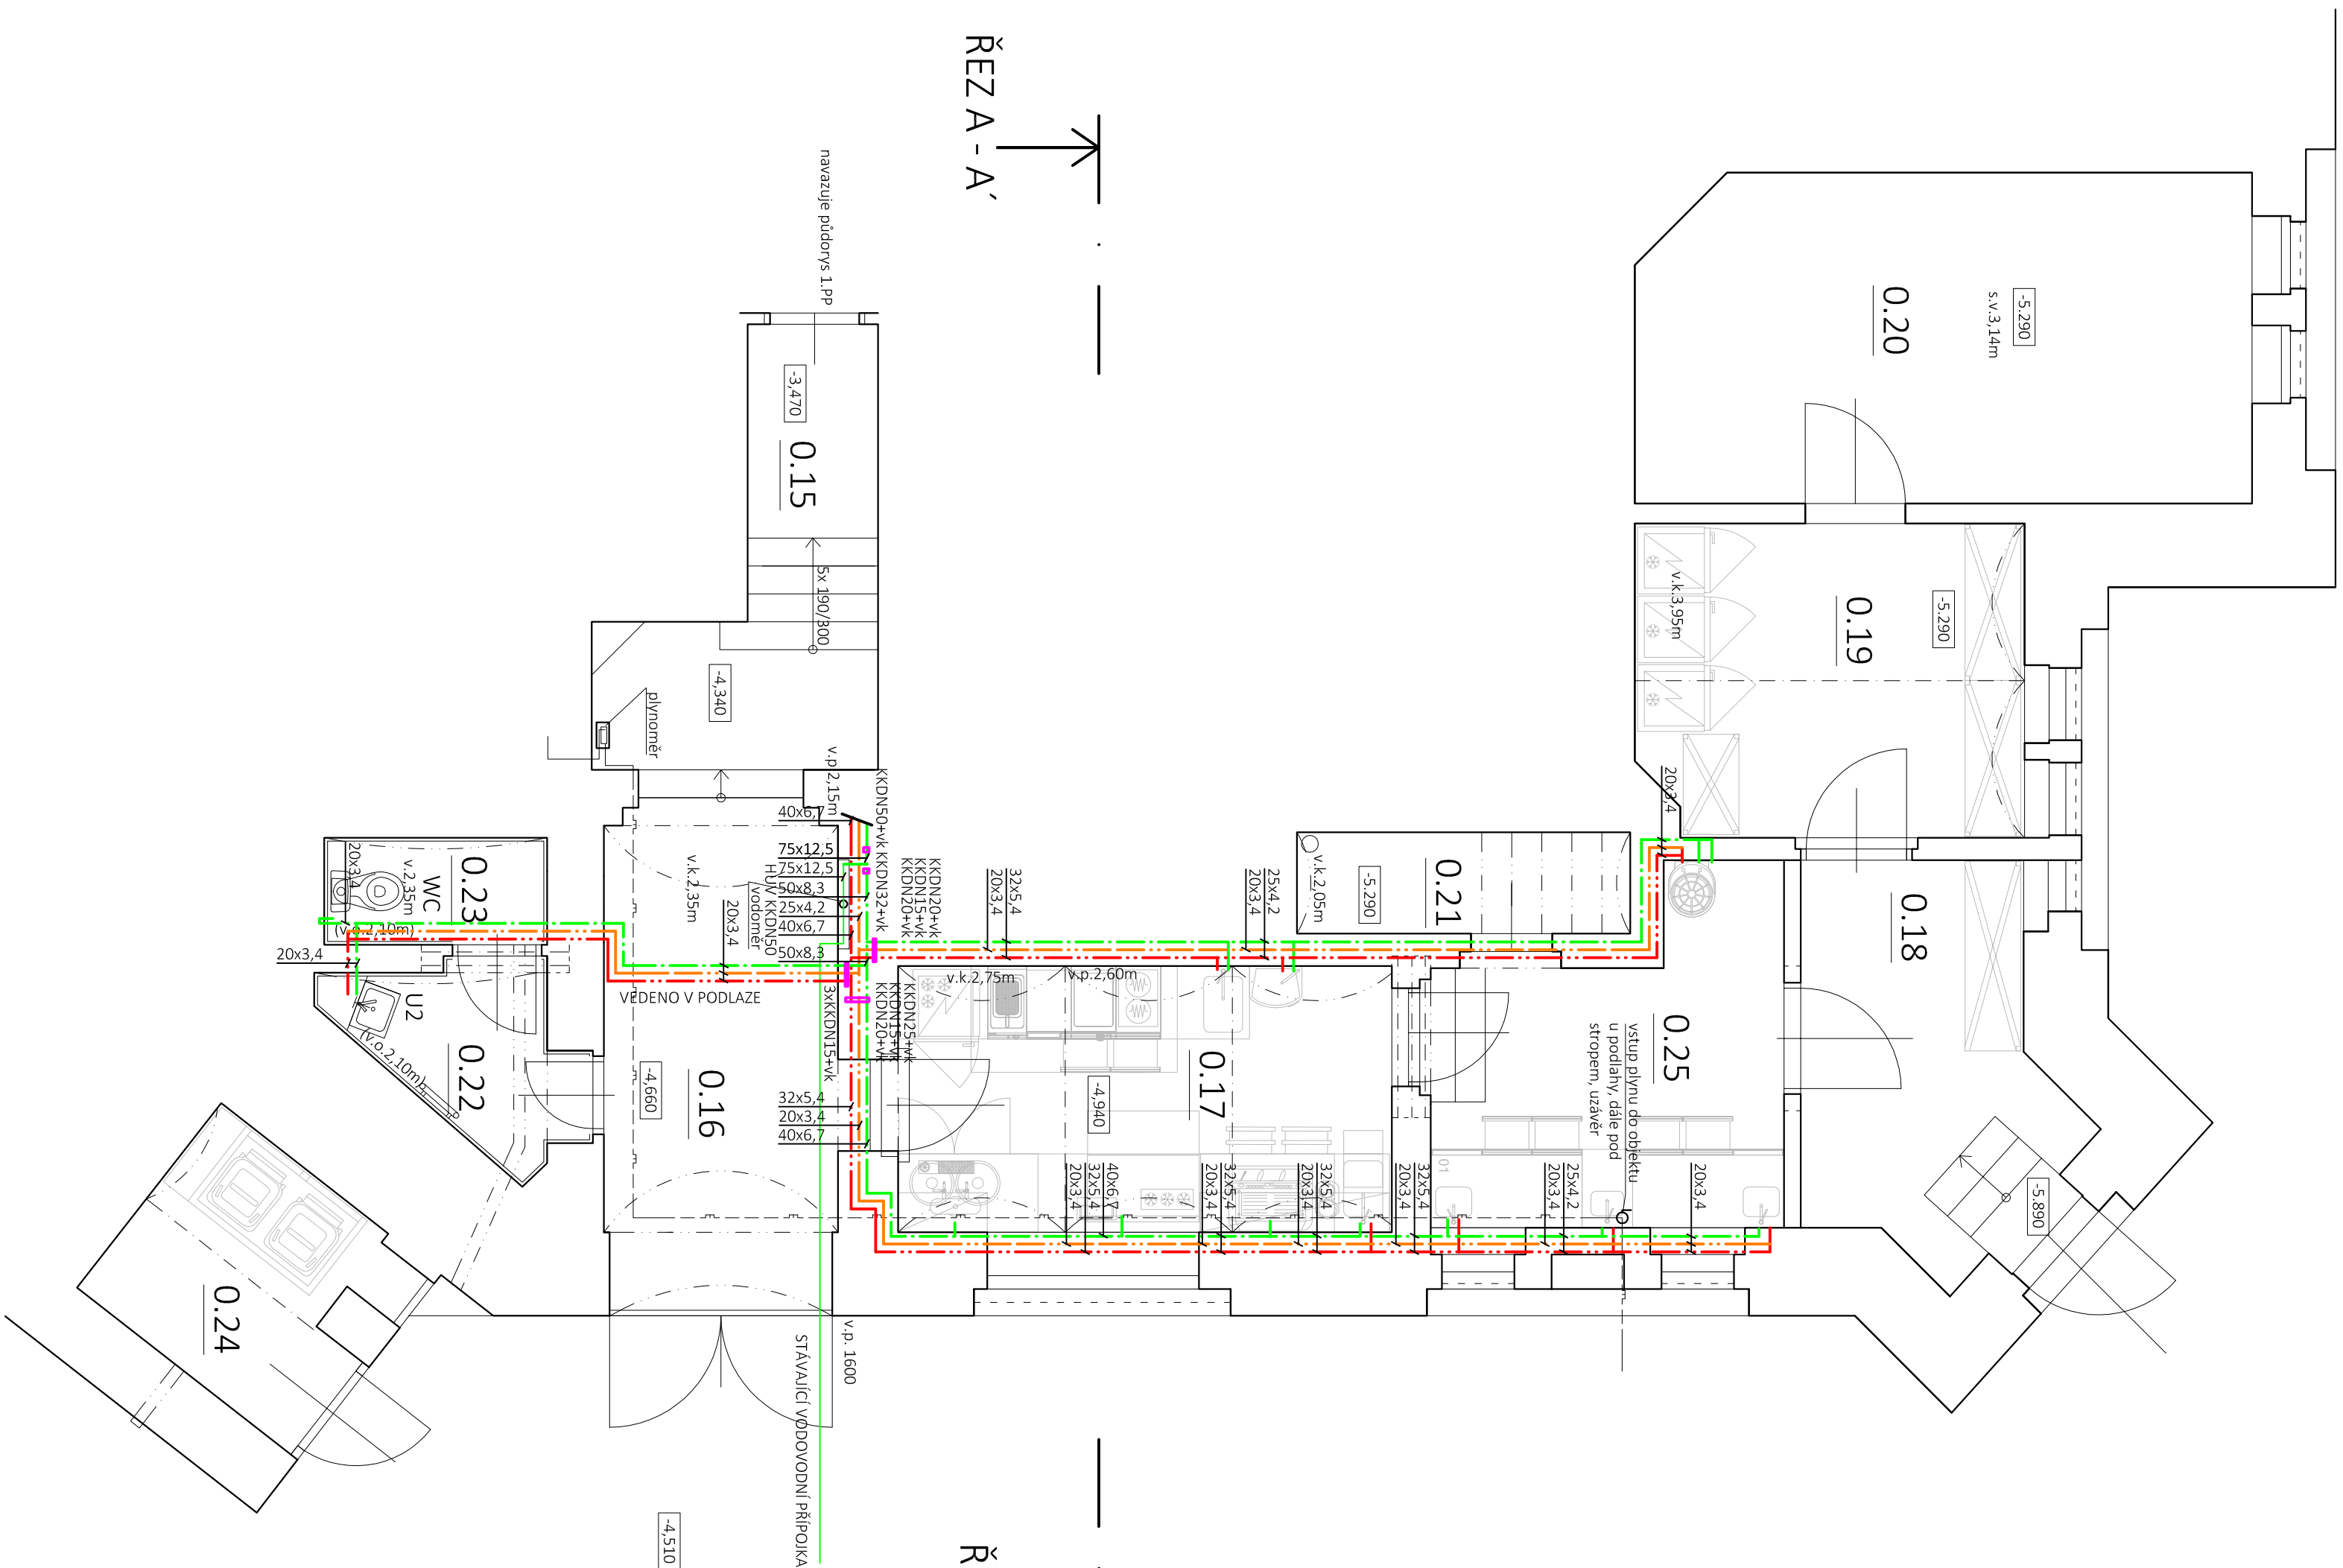 ŘEZ A - A´
navazuje půdorys 1.PP
-3,470
0.15
5x 190/300
-4,340
plynoměr
v.p 2,15m
0.20
-5.290
s.v.3,14m
0.19
-5.290
v.k.3,95m
20x3,4
0.18
0.21
-5.290
v.k.2,05m
0.25
vstup plynu do objektu
u podlahy, dále pod
stropem, uzávěr
01
-5.890
40x6,7
75x12,5
75x12,5
HUV KKDN50
50x8,3
vodoměr
25x4,2
40x6,7
50x8,3
KKDN50+vk
KKDN32+vk
KKDN20+vk
KKDN15+vk
KKDN20+vk
32x5,4
20x3,4
25x4,2
20x3,4
v.k.2,35m
20x3,4
VEDENO V PODLAZE
3xKKDN15+vk
KKDN25+vk
KKDN15+vk
KKDN20+vk
32x5,4
20x3,4
40x6,7
0.16
-4,660
0.17
-4,940
v.k.2,75m
v.p.2,60m
40x6,7
32x5,4
20x3,4
32x5,4
20x3,4
32x5,4
20x3,4
32x5,4
20x3,4
25x4,2
20x3,4
20x3,4
0.23
WC
v.2,35m
(v.o.2,10m)
20x3,4
20x3,4
U2
0.22
(v.o.2,10m)
0.24
v.p. 1600
STÁVAJÍCÍ VODOVODNÍ PŘÍPOJKA
-4,510
Ř